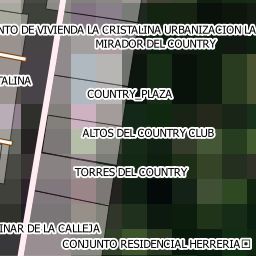 NTO DE VIVIENDA LA CRISTALINA URBANIZACION LA
MIRADOR DEL COUNTRY
TALINA
COUNTRY_PLAZA
ALTOS DEL COUNTRY CLUB
TORRES DEL COUNTRY
INAR DE LA CALLEJA
CONJUNTO RESIDENCIAL HERRERIA